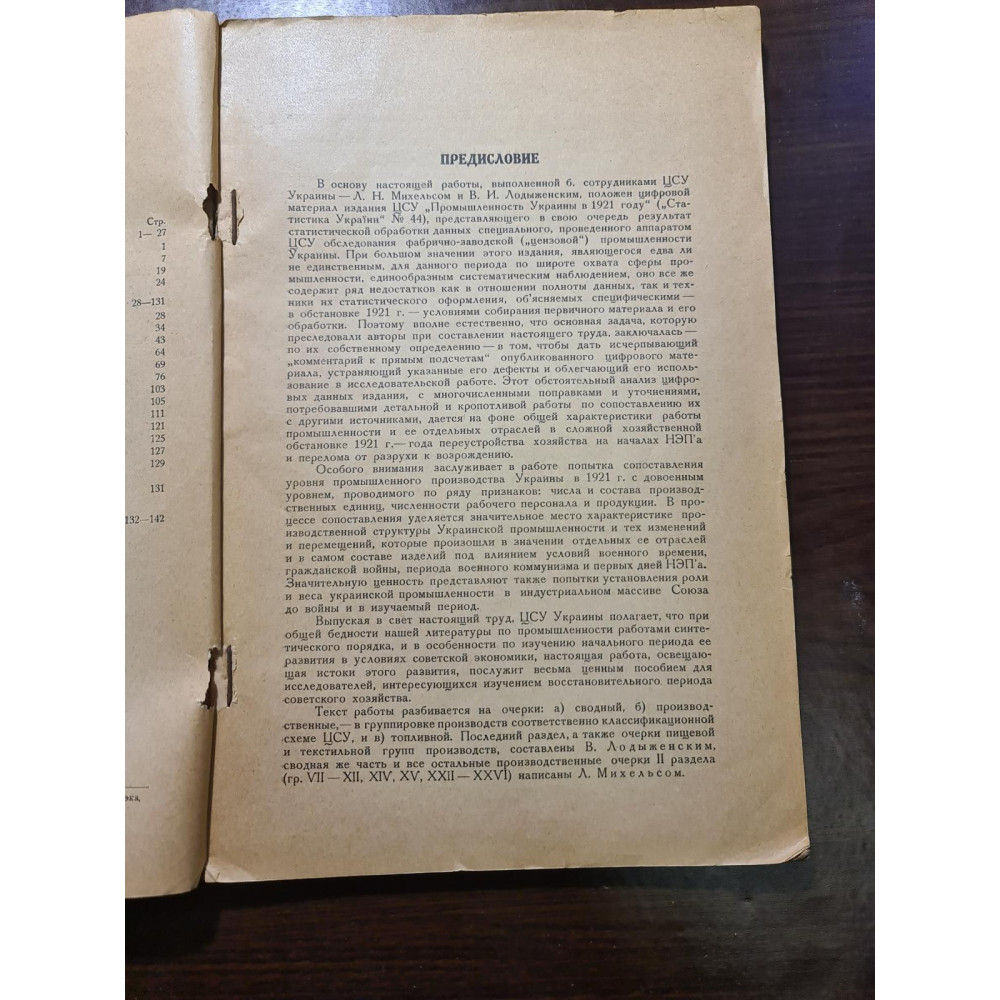 Стр.
1— 27
1
7
19
24
28—131
28
34
43
64
69
76
103
105
111
121
125
127
129
131
132—142
ПРЕДИСЛОВИЕ
В основу настоящей работы, выполненной б. сотрудниками ЦСУ
Украины — Л. Н. Михельсом и В. И. Лодыженским, положен цифровой
материал издания ЦСУ „Промышленность Украины в 1921 году“ („Ста-
тистика України“ № 44), представляющего в свою очередь результат
статистической обработки данных специального, проведенного аппаратом
ЦСУ обследования фабрично-заводской („цензовой“) промышленности
Украины. При большом значении этого издания, являющегося едва ли
не единственным, для данного периода по широте охвата сферы про-
мышленности, единообразным систематическим наблюдением, оно все же
содержит ряд недостатков как в отношении полноты данных, так и тех-
ники их статистического оформления, об'ясняемых специфическими —
в обстановке 1921 г. — условиями собирания первичного материала и его
обработки. Поэтому вполне естественно, что основная задача, которую
преследовали авторы при составлении настоящего труда, заключалась —
по их собственному определению — в том, чтобы дать исчерпывающий
„комментарий к прямым подсчетам“ опубликованного цифрового мате-
риала, устраняющий указанные его дефекты и облегчающий его исполь-
зование в исследовательской работе. Этот обстоятельный анализ цифро-
вых данных издания, с многочисленными поправками и уточнениями,
потребовавшими детальной и кропотливой работы по сопоставлению их
с другими источниками, дается на фоне общей характеристики работы
промышленности и ее отдельных отраслей в сложной хозяйственной
обстановке 1921 г.— года переустройства хозяйства на началах НЭП'а
и перелома от разрухи к возрождению.
Особого внимания заслуживает в работе попытка сопоставления
уровня промышленного производства Украины в 1921 г. с довоенным
уровнем, проводимого по ряду признаков: числа и состава производ-
ственных единиц, численности рабочего персонала и продукции. В про-
цессе сопоставления уделяется значительное место характеристике про-
изводственной структуры Украинской промышленности и тех изменений
и перемещений, которые произошли в значении отдельных ее отраслей
и в самом составе изделий под влиянием условий военного времени,
гражданской войны, периода военного коммунизма и первых дней НЭП'а.
Значительную ценность представляют также попытки установления роли
и веса украинской промышленности в индустриальном массиве Союза
до войны и в изучаемый период.
Выпуская в свет настоящий труд, ЦСУ Украины полагает, что при
общей бедности нашей литературы по промышленности работами синте-
тического порядка, и в особенности по изучению начального периода ее
развития в условиях советской экономики, настоящая работа, освещаю-
щая истоки этого развития, послужит весьма ценным пособием для
исследователей, интересующихся изучением восстановительного периода
советского хозяйства.
Текст работы разбивается на очерки: а) сводный, б) производ-
ственные,— в группировке производств соответственно классификационной
схеме ЦСУ, и в) топливной. Последний раздел, а также очерки пищевой
и текстильной групп производств, составлены В. Лодыженским,
сводная же часть и все остальные производственные очерки II раздела
(гр. VII — XII, XIV, XV, XXII — XXVI) написаны Л. Михельсом.